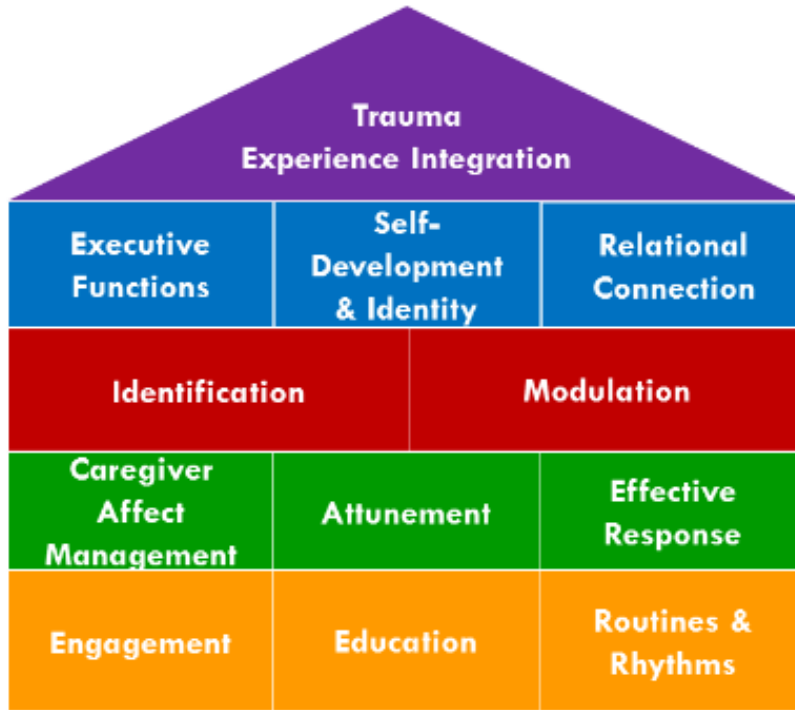 Trauma
Experience Integration
Executive
Functions
Self-
Development
& Identity
Relational
Connection
Identification
Modulation
Caregiver
Affect
Management
Attunement
Effective
Response
Engagement
Education
Routines &
Rhythms